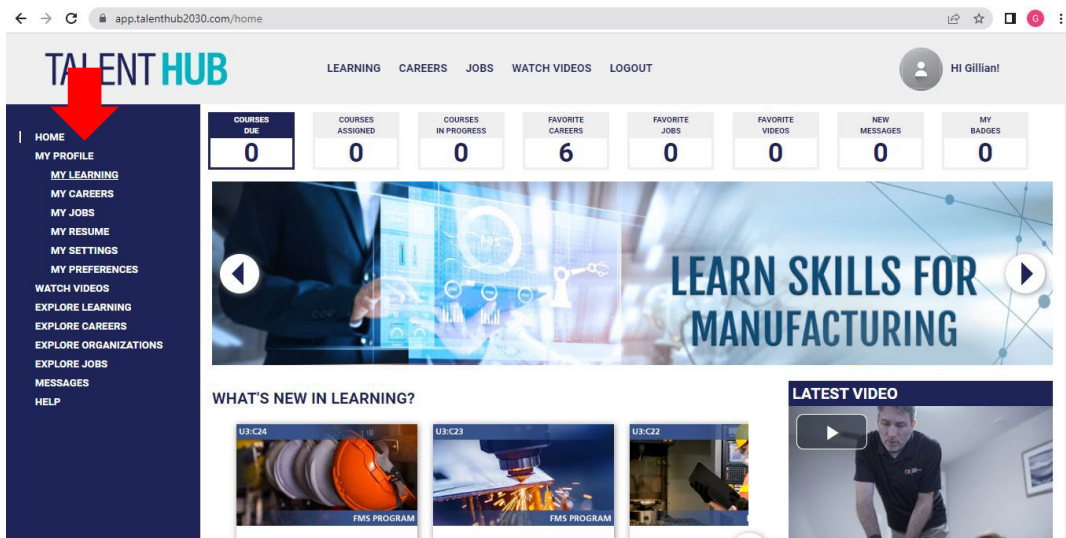 app.talenthub2030.com/home
G
TALENT HUB
LEARNING CAREERS JOBS WATCH VIDEOS LOGOUT
HI Gillian!
HOME
MY PROFILE
MY LEARNING
MY CAREERS
MY JOBS
MY RESUME
MY SETTINGS
MY PREFERENCES
WATCH VIDEOS
EXPLORE LEARNING
EXPLORE CAREERS
EXPLORE ORGANIZATIONS
EXPLORE JOBS
MESSAGES
HELP
COURSES
DUE
0
COURSES
ASSIGNED
0
COURSES
IN PROGRESS
0
FAVORITE
CAREERS
6
FAVORITE
JOBS
0
FAVORITE
VIDEOS
0
NEW
MESSAGES
0
MY
BADGES
0
LEARN SKILLS FOR
MANUFACTURING
WHAT'S NEW IN LEARNING?
U3:C24
FMS PROGRAM
U3:C23
FMS PROGRAM
U3:C22
LATEST VIDEO